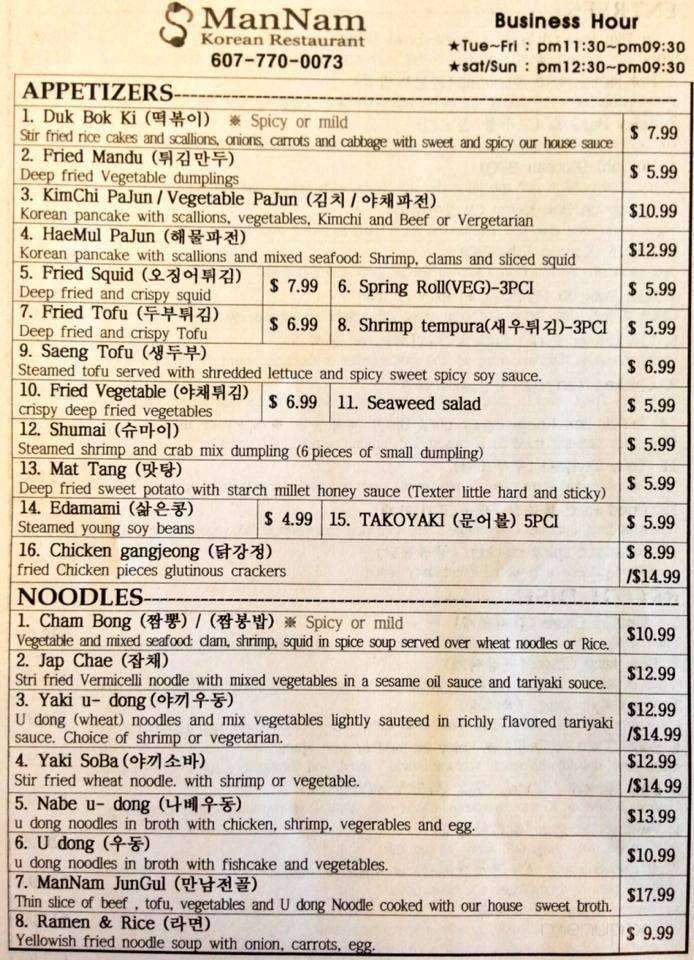 ManNam
Korean Restaurant
607-770-0073
Business Hour
★Tue~Fri : pm11:30~pm09:30
★sat/Sun : pm12:30~pm09:30
APPETIZERS
1. Duk Bok Ki (떡볶이) ※ Spicy or mild
Stir fried rice cakes and scallions, onions, carrots and cabbage with sweet and spicy our house sauce $ 7.99
2. Fried Mandu (튀김만두)
Deep fried Vegetable dumplings $ 5.99
3. KimChi PaJun / Vegetable PaJun (김치/야채파전)
Korean pancake with scallions, vegetables, Kimchi and Beef or Vergetarian $10.99
4. HaeMul PaJun (해물파전)
Korean pancake with scallions and mixed seafood: Shrimp, clams and sliced squid $12.99
5. Fried Squid (오징어튀김)
Deep fried and crispy squid $ 7.99
6. Spring Roll(VEG)-3PCI $ 5.99
7. Fried Tofu (두부튀김)
Deep fried and crispy Tofu $ 6.99
8. Shrimp tempura(새우튀김)-3PCI $ 5.99
9. Saeng Tofu (생두부)
Steamed tofu served with shredded lettuce and spicy sweet spicy soy sauce. $ 6.99
10. Fried Vegetable (야채튀김)
crispy deep fried vegetables $ 6.99
11. Seaweed salad $ 5.99
12. Shumai (슈마이)
Steamed shrimp and crab mix dumpling (6 pieces of small dumpling) $ 5.99
13. Mat Tang (맛탕)
Deep fried sweet potato with starch millet honey sauce (Texter little hard and sticky) $ 5.99
14. Edamami (삶은콩)
Steamed young soy beans $ 4.99
15. TAKOYAKI (문어볼) 5PCI $ 5.99
16. Chicken gangjeong (닭강정) $ 8.99
fried Chicken pieces glutinous crackers /$14.99
NOODLES
1. Cham Bong (짬뽕) / (짬뽕밥) ※ Spicy or mild
Vegetable and mixed seafood: clam, shrimp, squid in spice soup served over wheat noodles or Rice. $10.99
2. Jap Chae (잡채)
Stri fried Vermicelli noodle with mixed vegetables in a sesame oil sauce and tariyaki souce. $12.99
3. Yaki u- dong (야끼우동)
U dong (wheat) noodles and mix vegetables lightly sauteed in richly flavored tariyaki $12.99
sauce. Choice of shrimp or vegetarian. /$14.99
4. Yaki SoBa (야끼소바) $12.99
Stir fried wheat noodle. with shrimp or vegetable. /$14.99
5. Nabe u- dong (나베우동)
u dong noodles in broth with chicken, shrimp, vegerables and egg. $13.99
6. U dong (우동)
u dong noodles in broth with fishcake and vegetables. $10.99
7. ManNam JunGul (만남전골)
Thin slice of beef , tofu, vegetables and U dong Noodle cooked with our house sweet broth. $17.99
8. Ramen & Rice (라면)
Yellowish fried noodle soup with onion, carrots, egg. $ 9.99